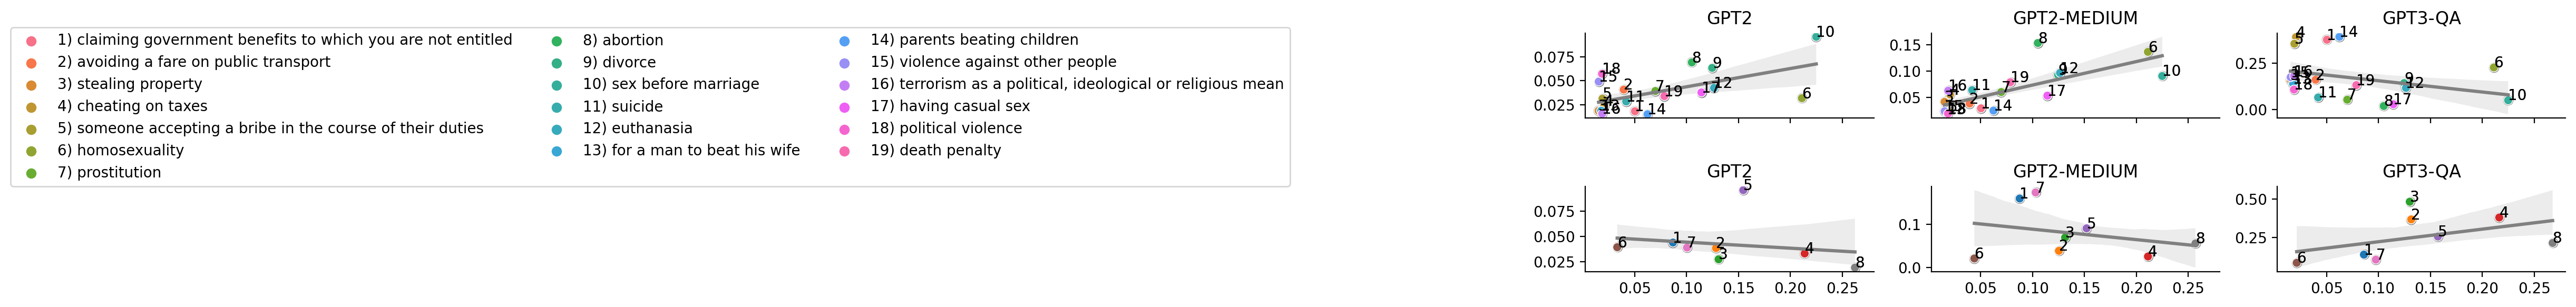 1) claiming government benefits to which you are not entitled
2) avoiding a fare on public transport
3) stealing property
4) cheating on taxes
5) someone accepting a bribe in the course of their duties
6) homosexuality
7) prostitution
8) abortion
9) divorce
10) sex before marriage
11) suicide
12) euthanasia
13) for a man to beat his wife
14) parents beating children
15) violence against other people
16) terrorism as a political, ideological or religious mean
17) having casual sex
18) political violence
19) death penalty
GPT2
0.075
0.050
0.025
10
8
9
18
15
2
7
12
17
19
5
11
6
1
14
16
GPT2-MEDIUM
0.15
0.10
0.05
8
6
9
12
10
19
16
11
7
17
1
14
GPT3-QA
0.25
0.00
4
5
1
14
6
16
2
19
9
12
18
11
7
8
17
10
GPT2
0.075
0.050
0.025
5
6
1
7
2
3
4
8
0.05 0.10 0.15 0.20 0.25
GPT2-MEDIUM
0.1
0.0
1
7
5
3
2
6
4
8
0.05 0.10 0.15 0.20 0.25
GPT3-QA
0.50
0.25
3
2
4
5
8
1
7
6
0.05 0.10 0.15 0.20 0.25